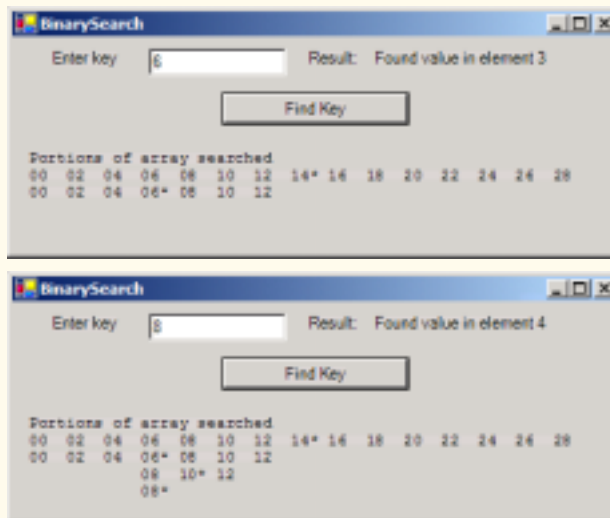 BinarySearch
Enter key 6 Result: Found value in element 3
Find Key
Portions of array searched
00 02 04 06 08 10 12 14* 16 18 20 22 24 26 28
00 02 04 06* 08 10 12
BinarySearch
Enter key 8 Result: Found value in element 4
Find Key
Portions of array searched
00 02 04 06 08 10 12 14* 16 18 20 22 24 26 28
00 02 04 06* 08 10 12
08 10* 12
08*